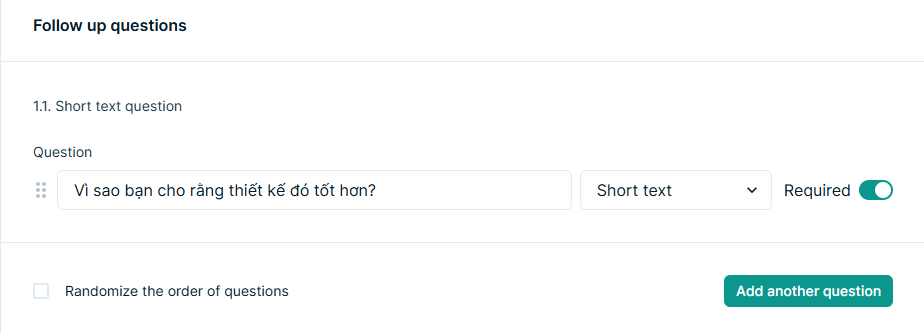 Follow up questions
1.1. Short text question
Question
Vì sao bạn cho rằng thiết kế đó tốt hơn?
Short text
Required
Randomize the order of questions
Add another question